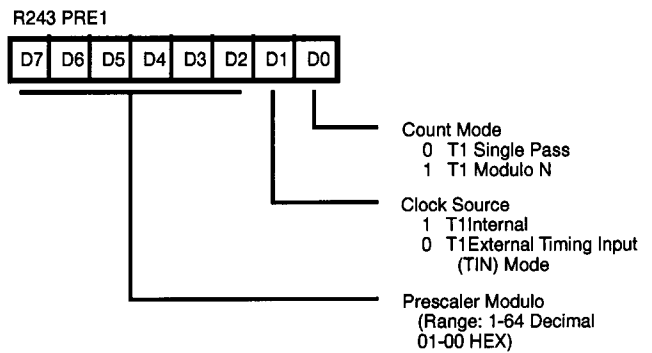 R243 PRE1
D7 D6 D5 D4 D3 D2 D1 D0
Count Mode
0 T1 Single Pass
1 T1 Modulo N
Clock Source
1 T1Internal
0 T1External Timing Input
(TIN) Mode
Prescaler Modulo
(Range: 1-64 Decimal
01-00 HEX)